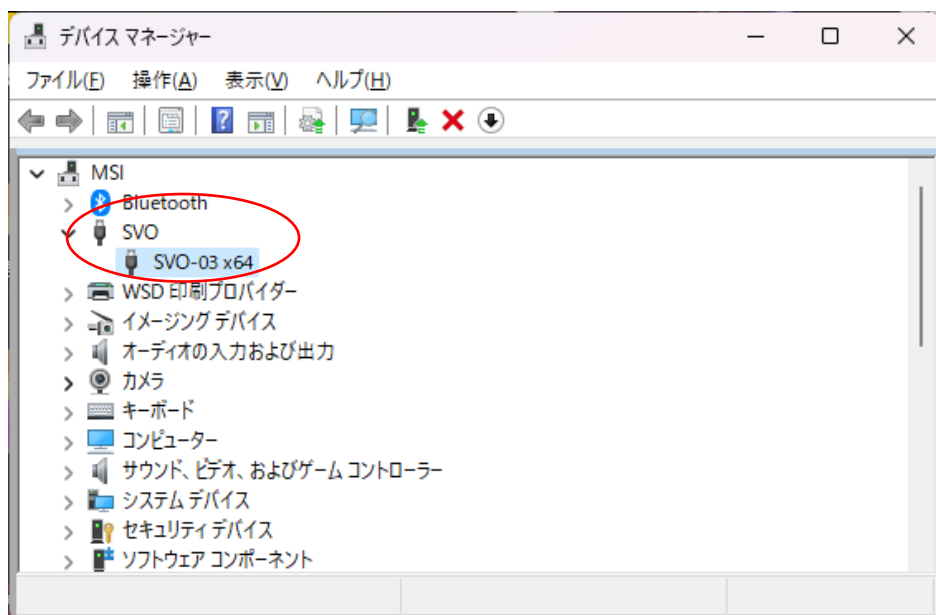 デバイス マネージャー
ファイル(F) 操作(A) 表示(V) ヘルプ(H)
MSI
Bluetooth
SVO
SVO-03 x64
WSD 印刷プロバイダー
イメージング デバイス
オーディオの入力および出力
カメラ
キーボード
コンピューター
サウンド、ビデオ、およびゲーム コントローラー
システム デバイス
セキュリティ デバイス
ソフトウェア コンポーネント